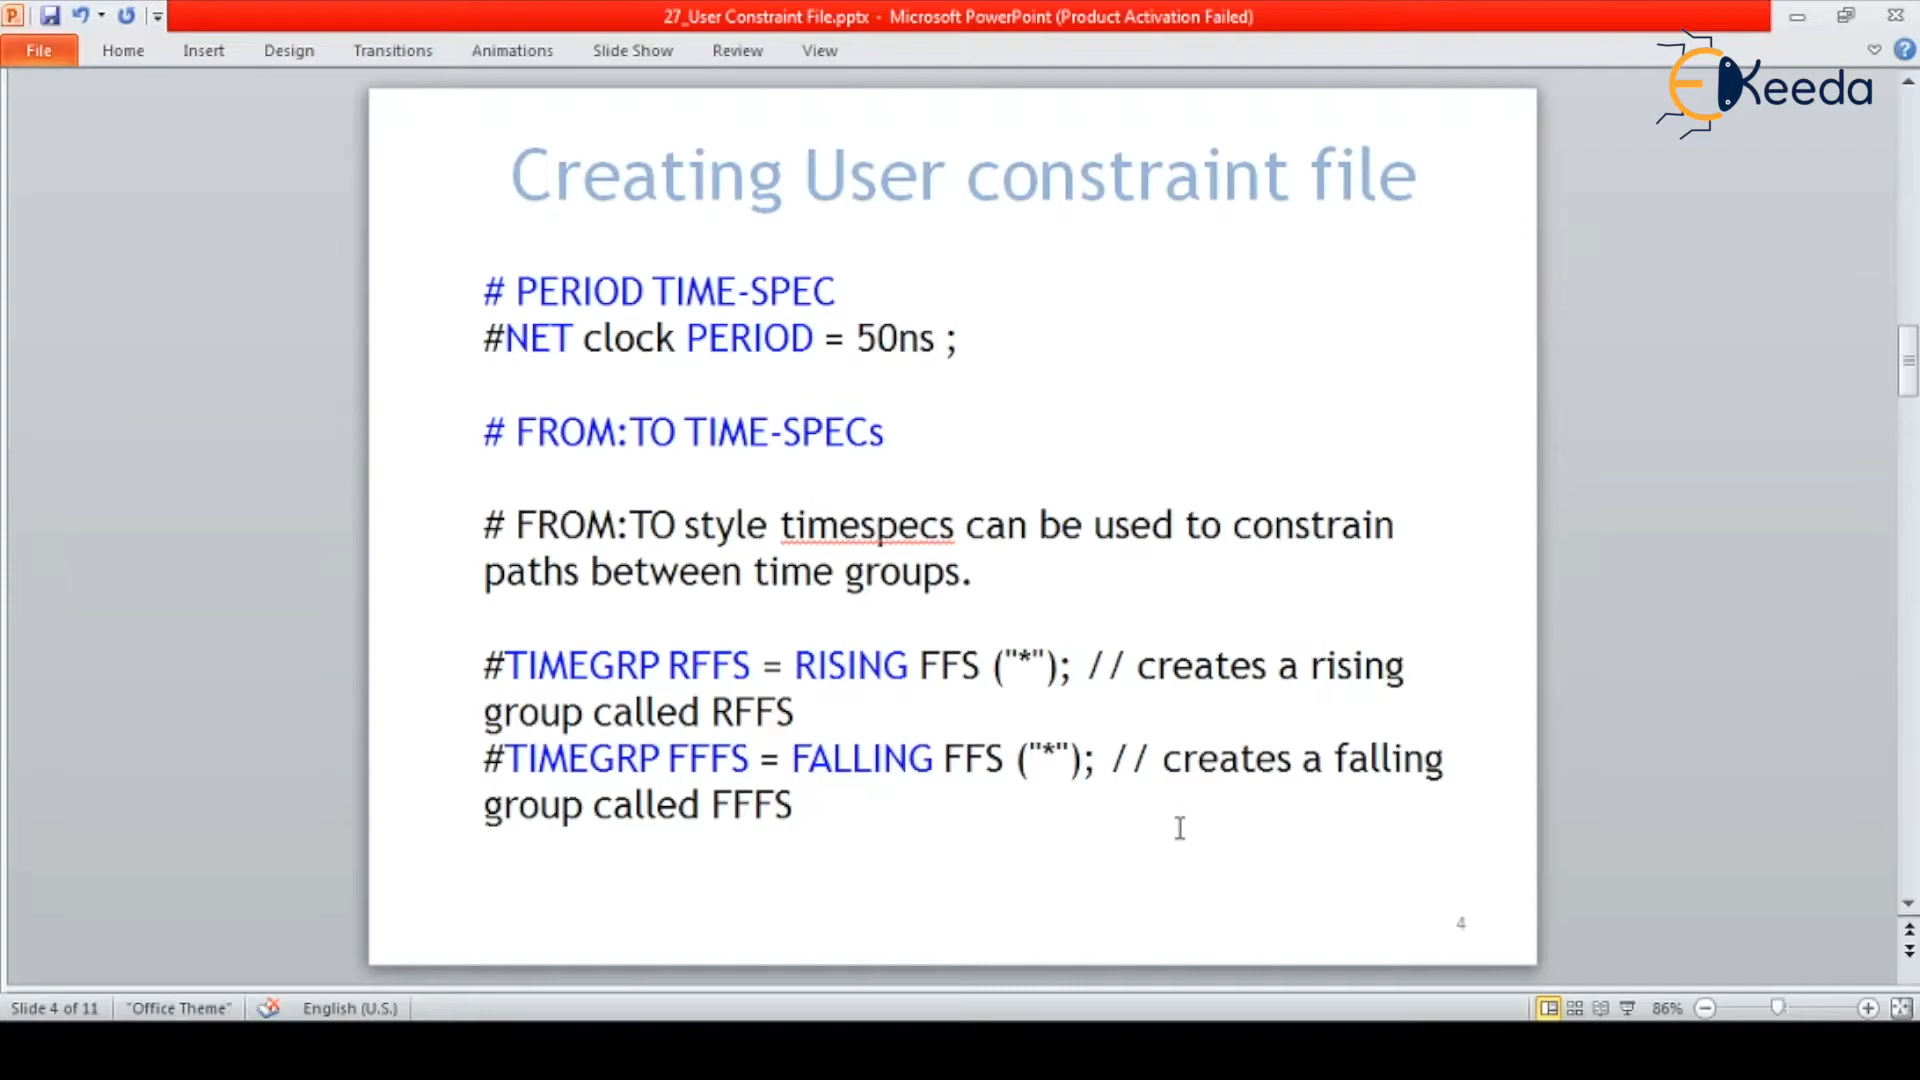 27_User Constraint File.pptx - Microsoft PowerPoint (Product Activation Failed)
File Home Insert Design Transitions Animations Slide Show Review View
Keeda
Creating User constraint file
# PERIOD TIME-SPEC
#NET clock PERIOD = 50ns ;
# FROM:TO TIME-SPECs
# FROM:TO style timespecs can be used to constrain
paths between time groups.
#TIMEGRP RFFS = RISING FFS ("*"); // creates a rising
group called RFFS
#TIMEGRP FFFS = FALLING FFS ("*"); // creates a falling
group called FFFS
4
Slide 4 of 11 "Office Theme" English (U.S.) 86%